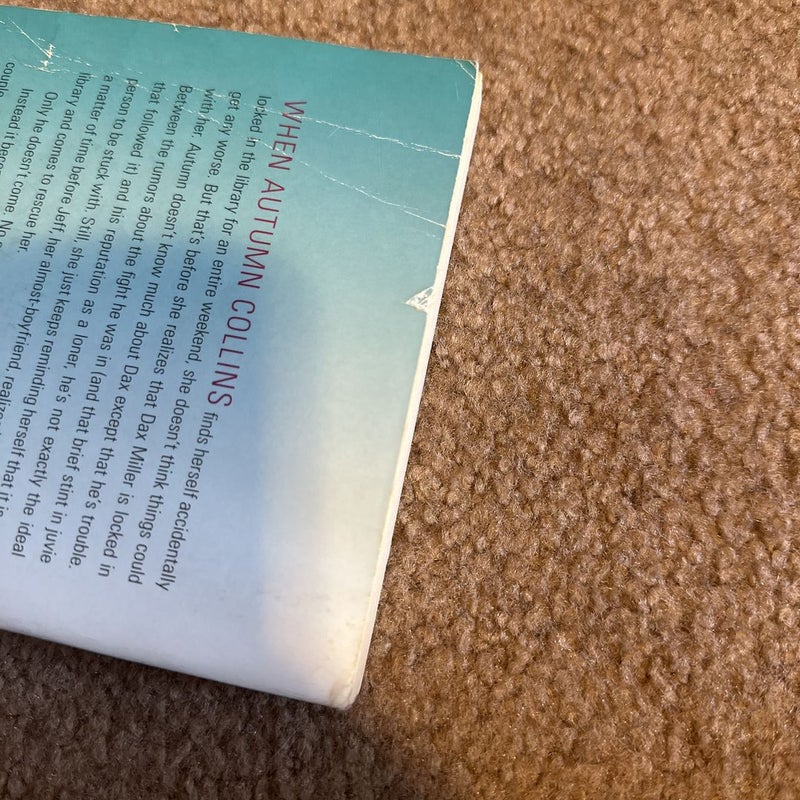 WHEN AUTUMN COLLINS finds herself accidentally
locked in the library for an entire weekend, she doesn't think things could
get any worse. But that's before she realizes that Dax Miller is locked in
with her. Autumn doesn't know much about Dax except that he's trouble.
Between the rumors about the fight he was in (and that brief stint in juvie
that followed it) and his reputation as a loner, he's not exactly the ideal
person to be stuck with. Still, she just keeps reminding herself that it is
a matter of time before Jeff, her almost-boyfriend, realizes
library and comes to rescue her.
Only he doesn't come. No
Instead it becom
couple